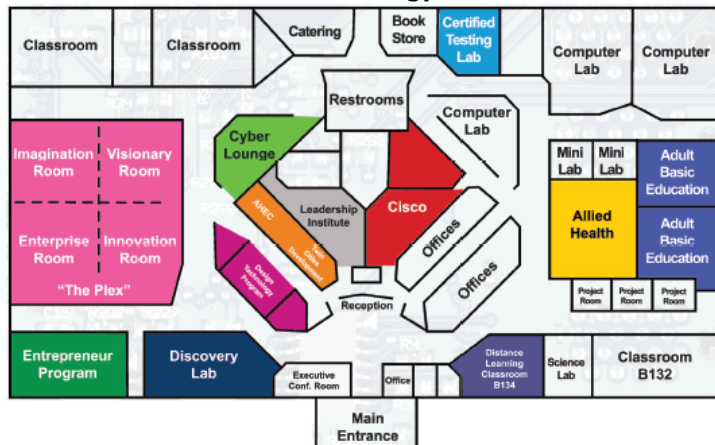 Classroom
Classroom
Catering
Book
Store
Certified
Testing
Lab
Computer
Lab
Computer
Lab
Restrooms
Computer
Lab
Cyber
Lounge
Imagination
Room
Visionary
Room
Enterprise
Room
Innovation
Room
“The Plex”
AHEC
Twin
Cities
Development
Leadership
Institute
Cisco
Offices
Offices
Design
Technology
Program
Reception
Mini
Lab
Mini
Lab
Adult
Basic
Education
Allied
Health
Adult
Basic
Education
Project
Room
Project
Room
Project
Room
Entrepreneur
Program
Discovery
Lab
Executive
Conf. Room
Office
Distance
Learning
Classroom
B134
Science
Lab
Classroom
B132
Main
Entrance